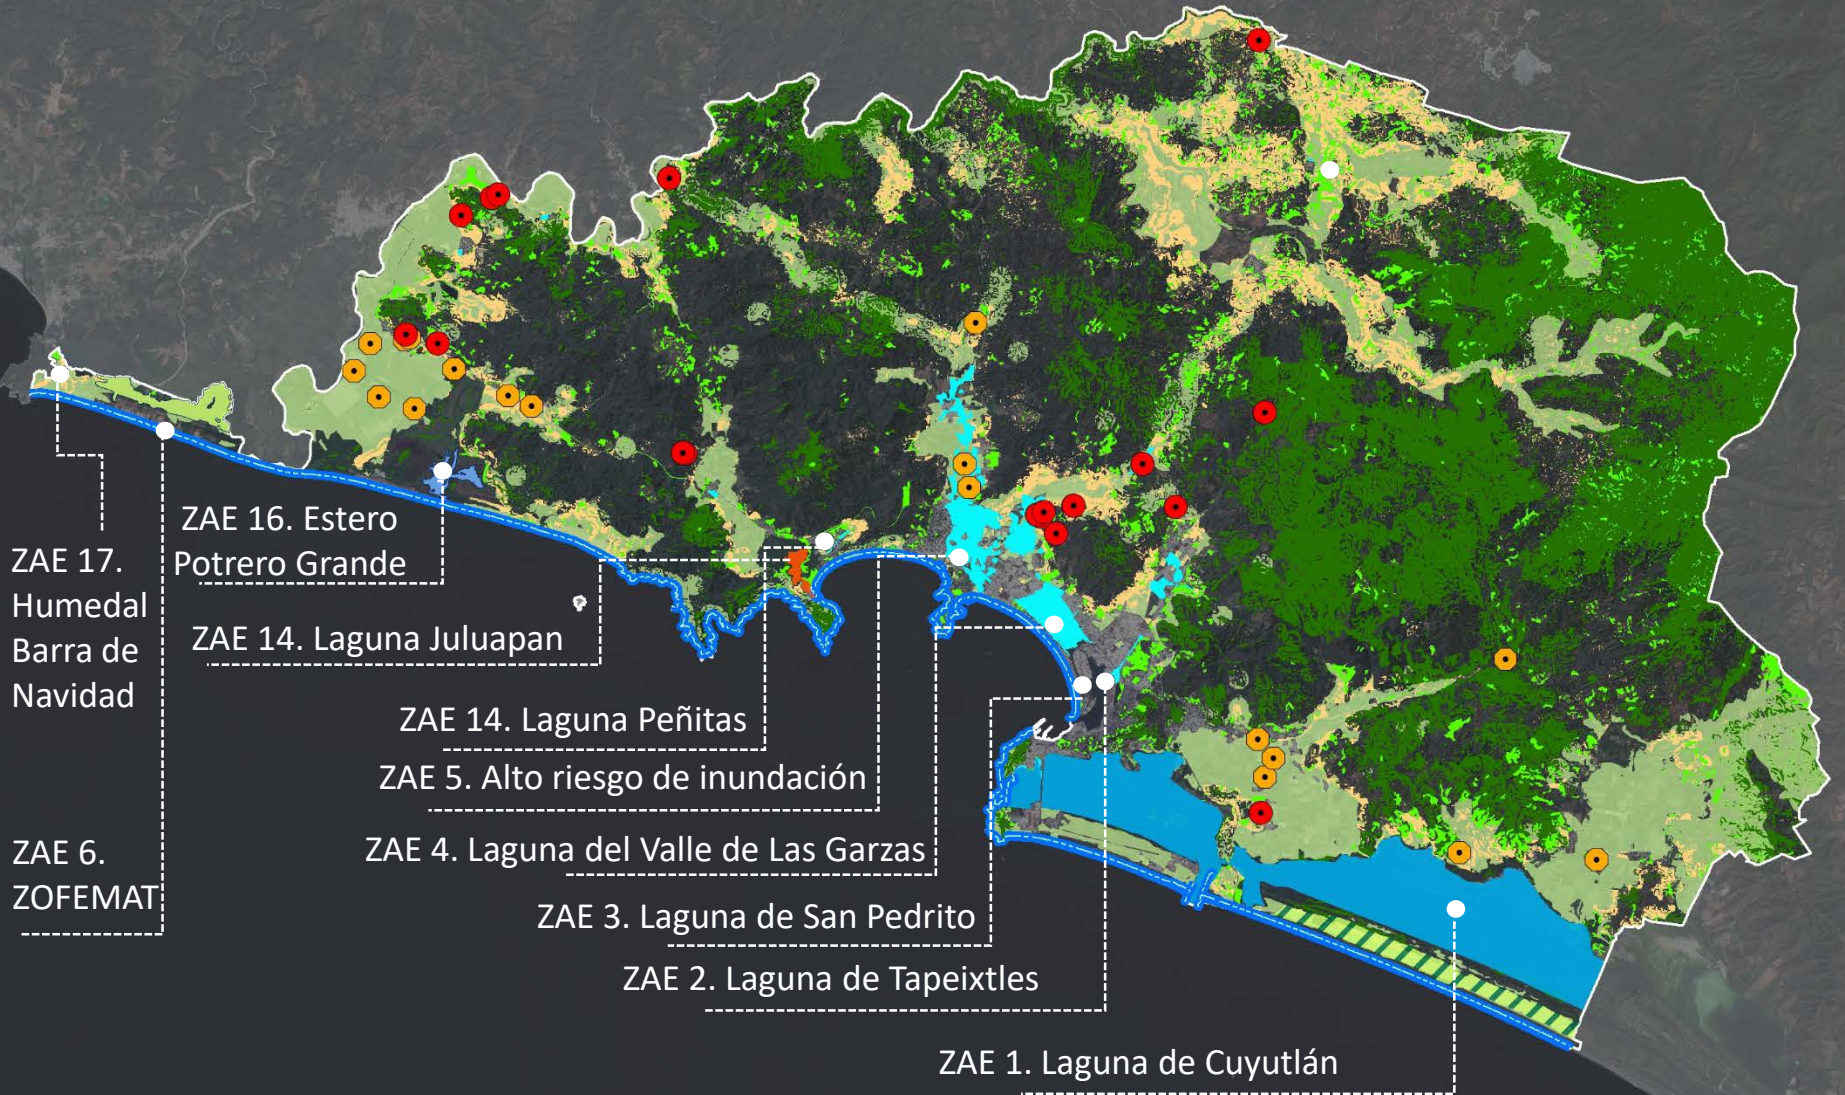 ZAE 17.
Humedal
Barra de
Navidad
ZAE 6.
ZOFEMAT
ZAE 16. Estero
Potrero Grande
ZAE 14. Laguna Juluapan
ZAE 14. Laguna Peñitas
ZAE 5. Alto riesgo de inundación
ZAE 4. Laguna del Valle de Las Garzas
ZAE 3. Laguna de San Pedrito
ZAE 2. Laguna de Tapeixtles
ZAE 1. Laguna de Cuyutlán